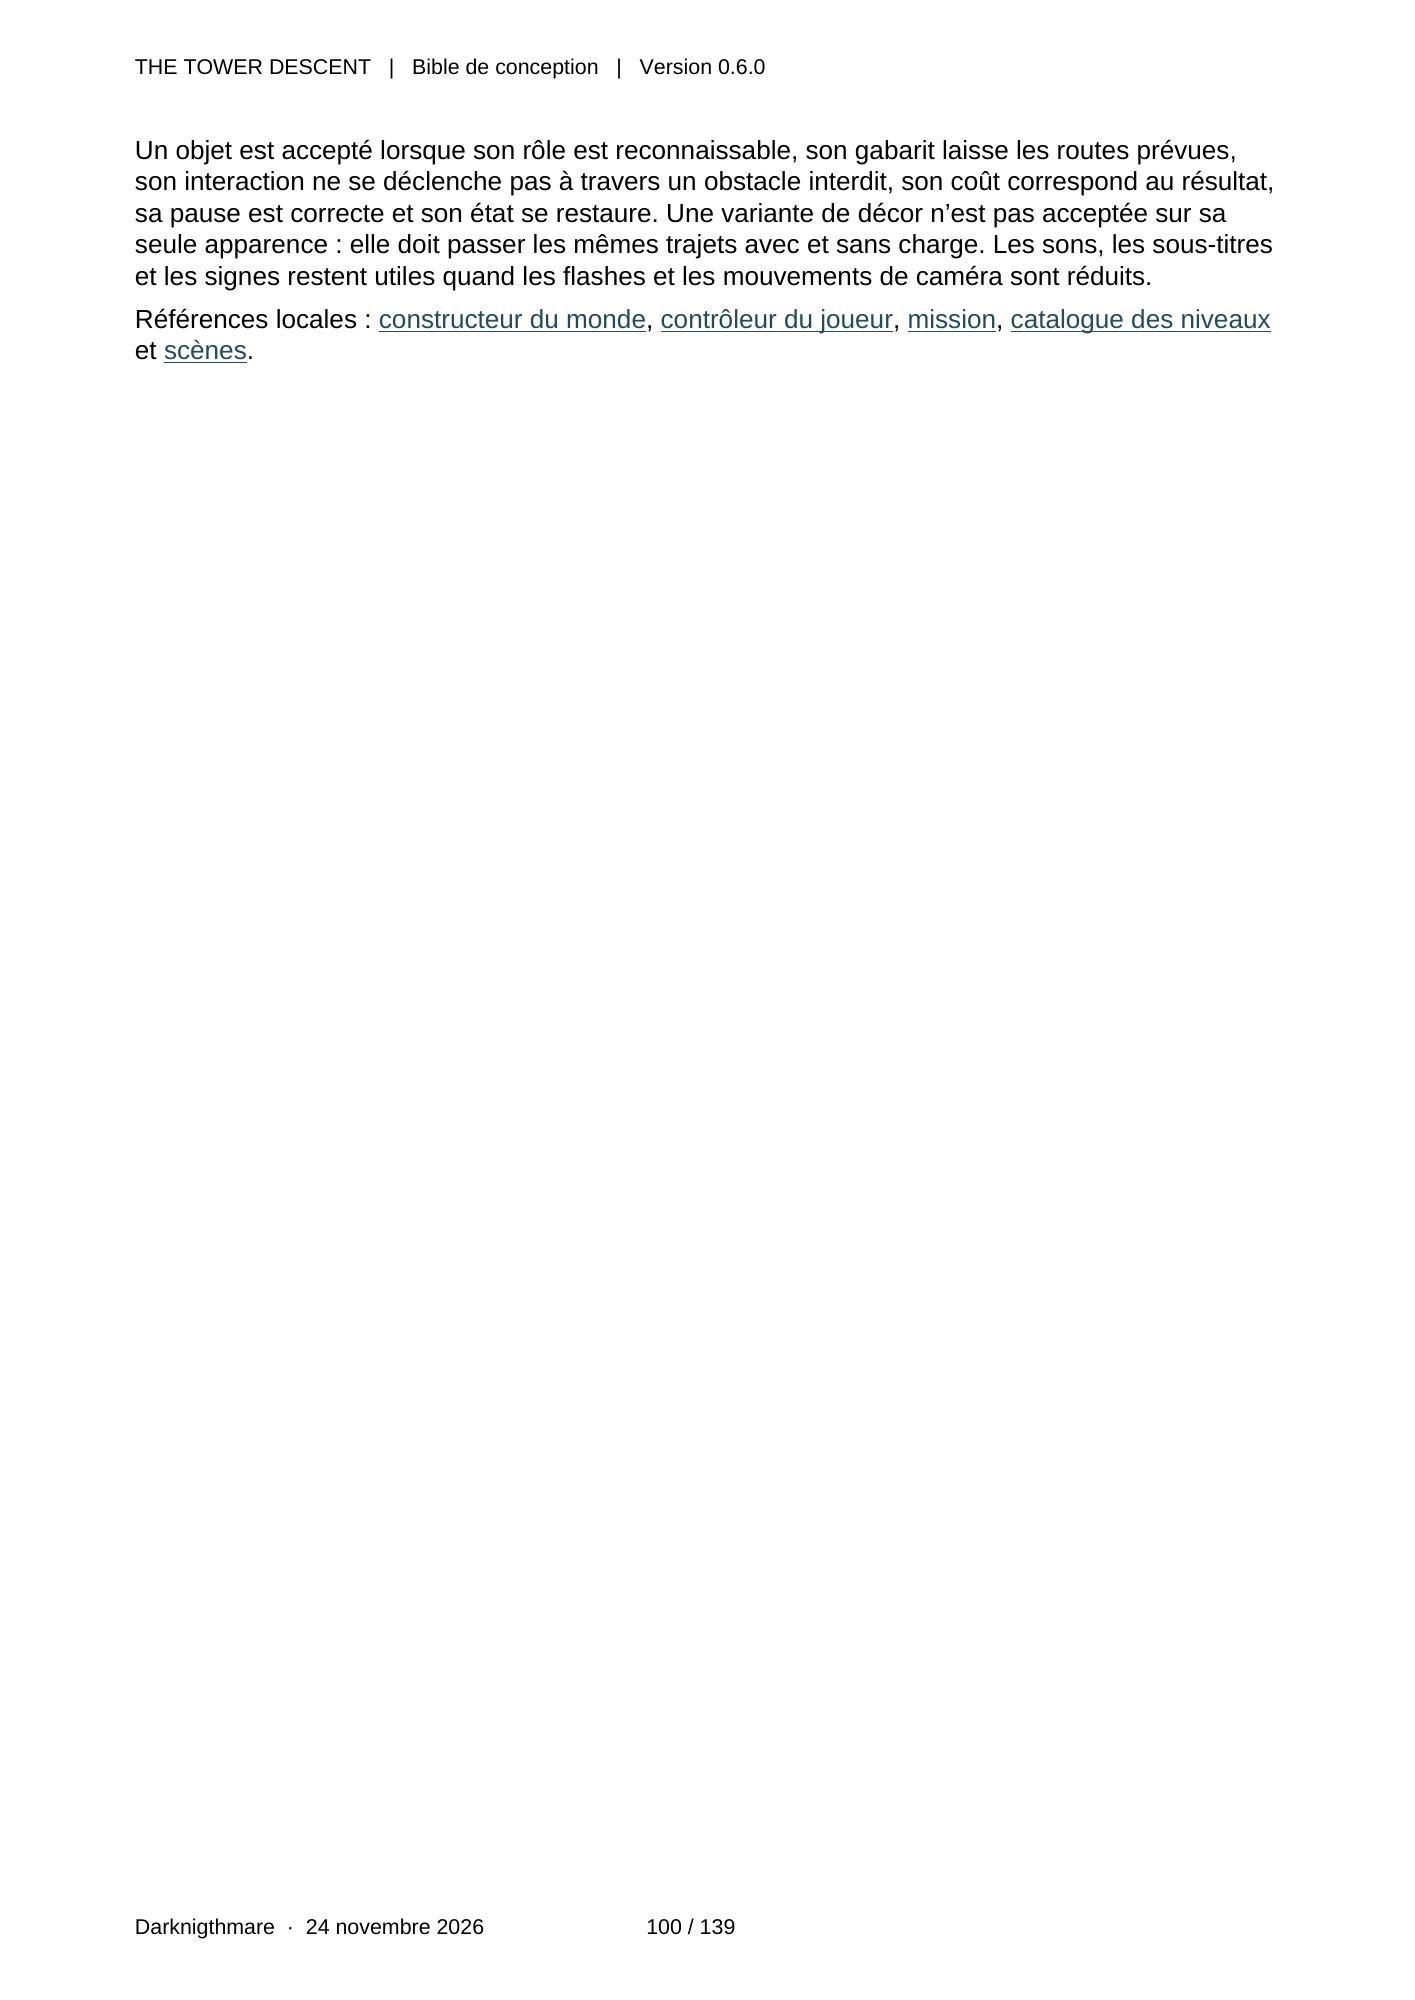 THE TOWER DESCENT | Bible de conception | Version 0.6.0
Un objet est accepté lorsque son rôle est reconnaissable, son gabarit laisse les routes prévues,
son interaction ne se déclenche pas à travers un obstacle interdit, son coût correspond au résultat,
sa pause est correcte et son état se restaure. Une variante de décor n’est pas acceptée sur sa
seule apparence : elle doit passer les mêmes trajets avec et sans charge. Les sons, les sous-titres
et les signes restent utiles quand les flashes et les mouvements de caméra sont réduits.
Références locales : constructeur du monde, contrôleur du joueur, mission, catalogue des niveaux
et scènes.
Darknigthmare · 24 novembre 2026 100 / 139